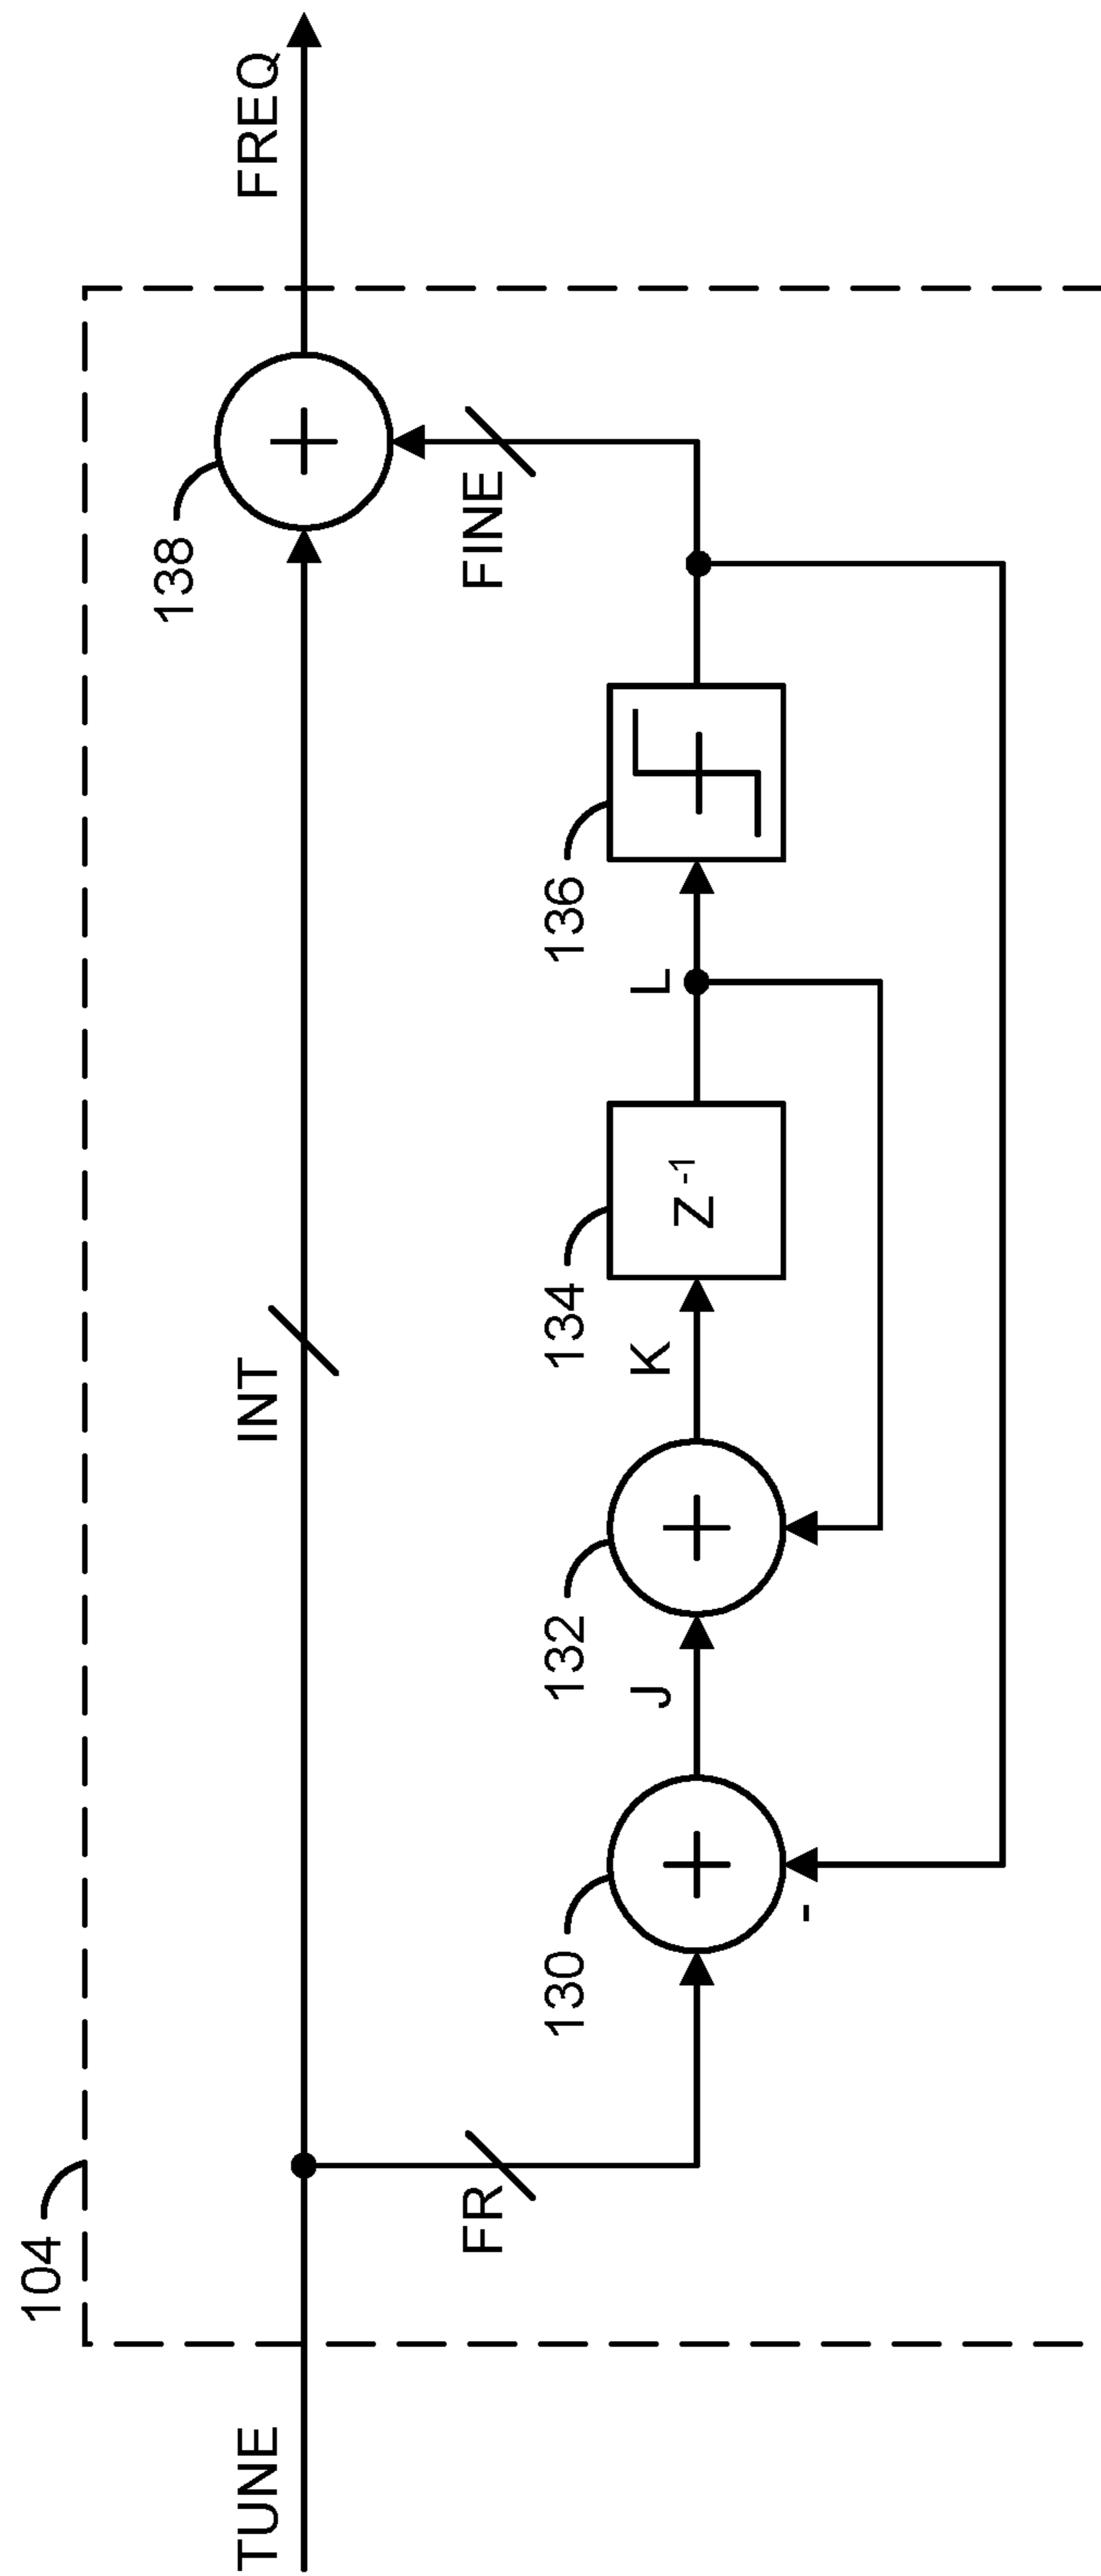 104
TUNE
INT
FREQ
138
FR
FINE
130
J
132
K
134
Z⁻¹
L
136
-
+
+
+